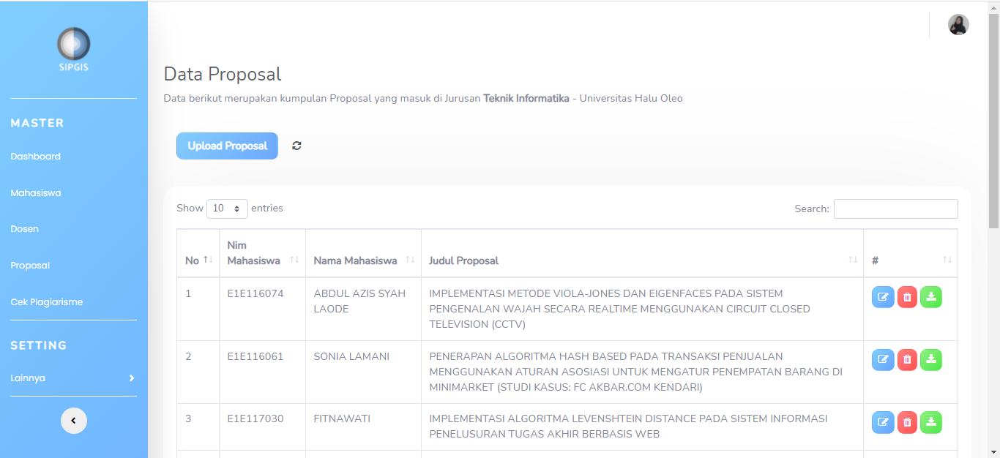 SIPGIS
MASTER
Dashboard
Mahasiswa
Dosen
Proposal
Cek Plagiarisme
SETTING
Lainnya
Data Proposal
Data berikut merupakan kumpulan Proposal yang masuk di Jurusan Teknik Informatika - Universitas Halu Oleo
Upload Proposal
Show 10 entries
Search:
No
Nim
Mahasiswa
Nama Mahasiswa
Judul Proposal
#
1
E1E116074
ABDUL AZIS SYAH
LAODE
IMPLEMENTASI METODE VIOLA-JONES DAN EIGENFACES PADA SISTEM
PENGENALAN WAJAH SECARA REALTIME MENGGUNAKAN CIRCUIT CLOSED
TELEVISION (CCTV)
2
E1E116061
SONIA LAMANI
PENERAPAN ALGORITMA HASH BASED PADA TRANSAKSI PENJUALAN
MENGGUNAKAN ATURAN ASOSIASI UNTUK MENGATUR PENEMPATAN BARANG DI
MINIMARKET (STUDI KASUS: FC AKBAR.COM KENDARI)
3
E1E117030
FITNAWATI
IMPLEMENTASI ALGORITMA LEVENSHTEIN DISTANCE PADA SISTEM INFORMASI
PENELUSURAN TUGAS AKHIR BERBASIS WEB